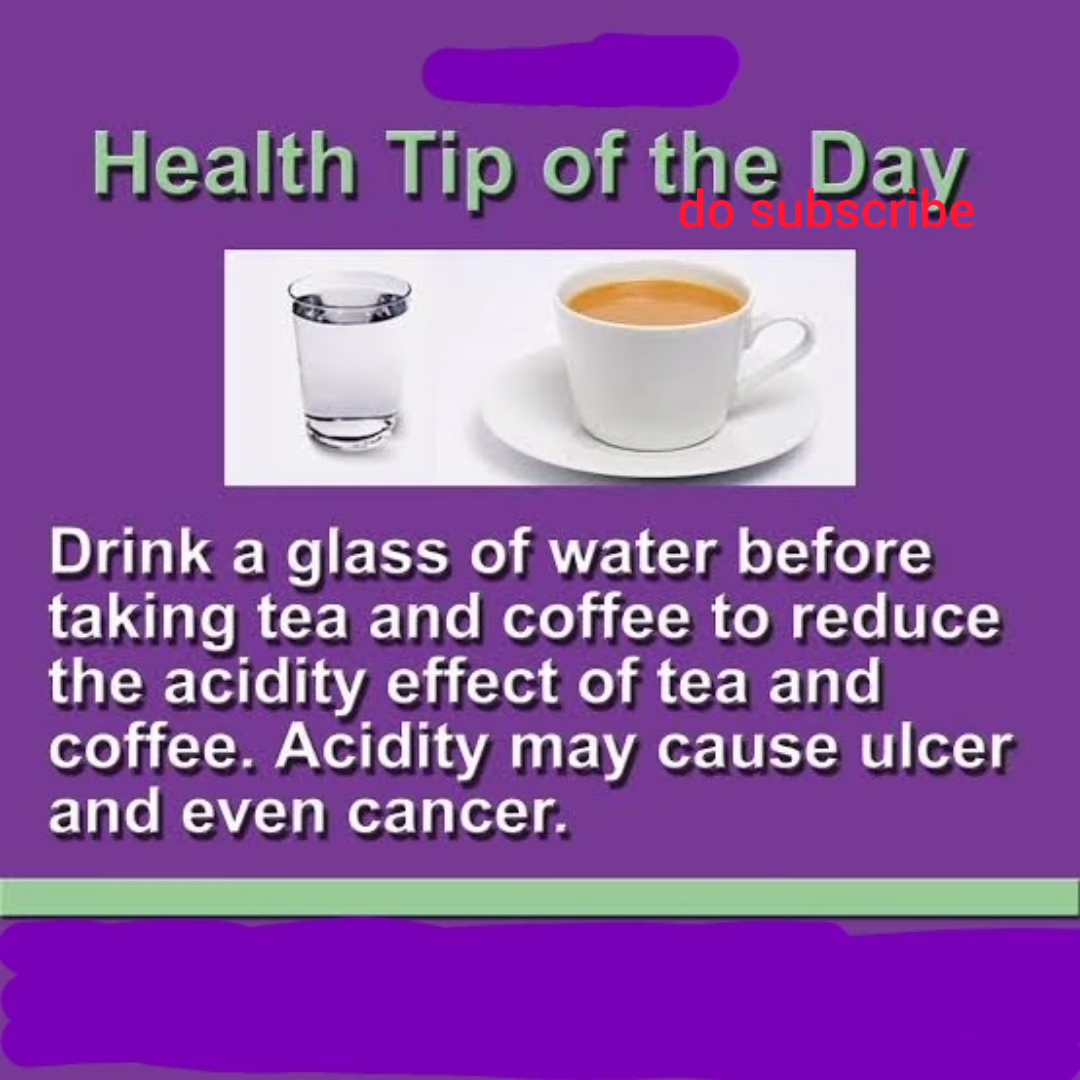 Health Tip of the Day
do subscribe
Drink a glass of water before
taking tea and coffee to reduce
the acidity effect of tea and
coffee. Acidity may cause ulcer
and even cancer.